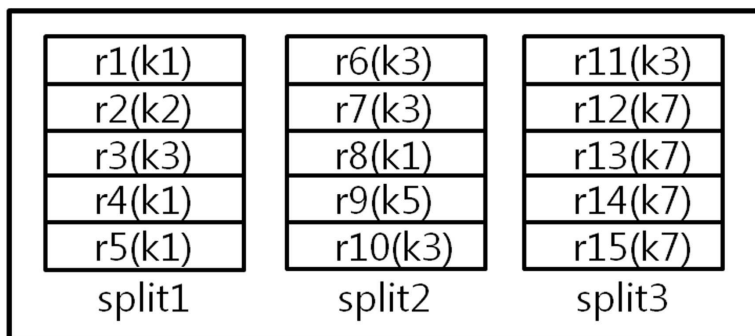 r1(k1)
r2(k2)
r3(k3)
r4(k1)
r5(k1)
split1
r6(k3)
r7(k3)
r8(k1)
r9(k5)
r10(k3)
split2
r11(k3)
r12(k7)
r13(k7)
r14(k7)
r15(k7)
split3